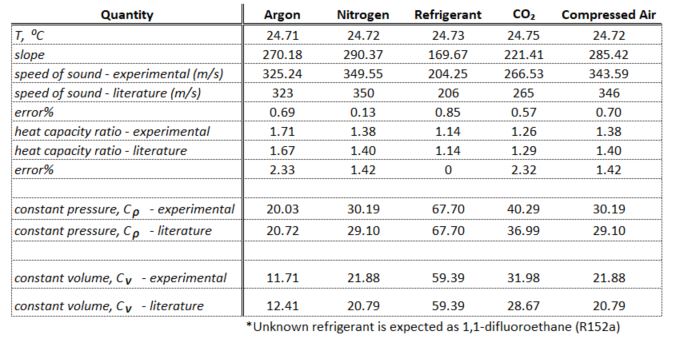 Quantity Argon Nitrogen Refrigerant CO₂ Compressed Air
T, ⁰C 24.71 24.72 24.73 24.75 24.72
slope 270.18 290.37 169.67 221.41 285.42
speed of sound - experimental (m/s) 325.24 349.55 204.25 266.53 343.59
speed of sound - literature (m/s) 323 350 206 265 346
error% 0.69 0.13 0.85 0.57 0.70
heat capacity ratio - experimental 1.71 1.38 1.14 1.26 1.38
heat capacity ratio - literature 1.67 1.40 1.14 1.29 1.40
error% 2.33 1.42 0 2.32 1.42
constant pressure, Cρ - experimental 20.03 30.19 67.70 40.29 30.19
constant pressure, Cρ - literature 20.72 29.10 67.70 36.99 29.10
constant volume, Cv - experimental 11.71 21.88 59.39 31.98 21.88
constant volume, Cv - literature 12.41 20.79 59.39 28.67 20.79
*Unknown refrigerant is expected as 1,1-difluoroethane (R152a)